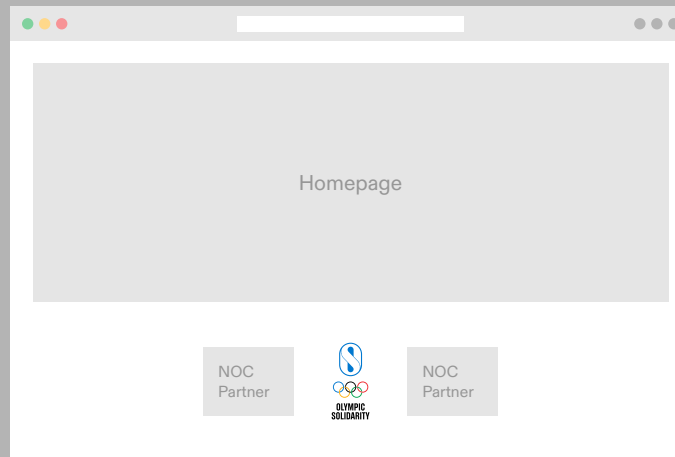 Homepage
NOC
Partner
OLYMPIC
SOLIDARITY
NOC
Partner